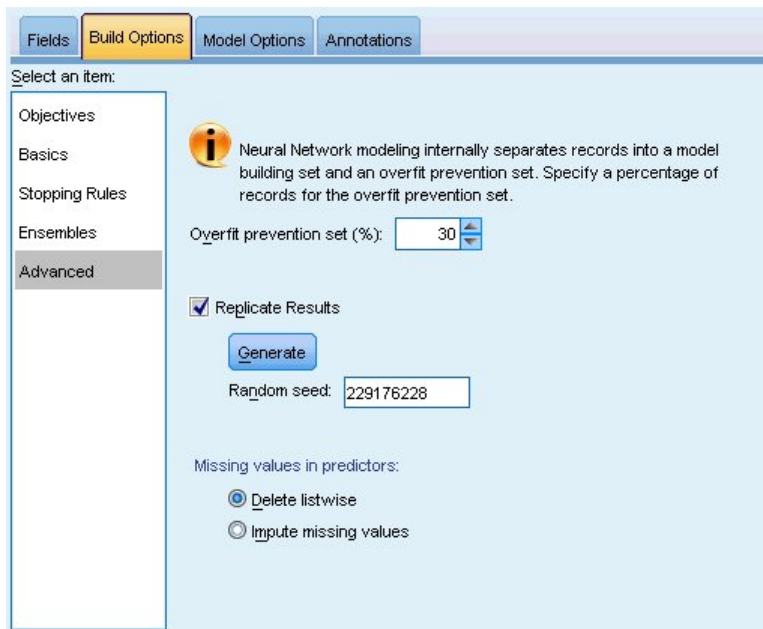 Fields Build Options Model Options Annotations
Select an item:
Objectives
Basics
Stopping Rules
Ensembles
Advanced
Neural Network modeling internally separates records into a model
building set and an overfit prevention set. Specify a percentage of
records for the overfit prevention set.
Overfit prevention set (%): 30
Replicate Results
Generate
Random seed: 229176228
Missing values in predictors:
Delete listwise
Impute missing values